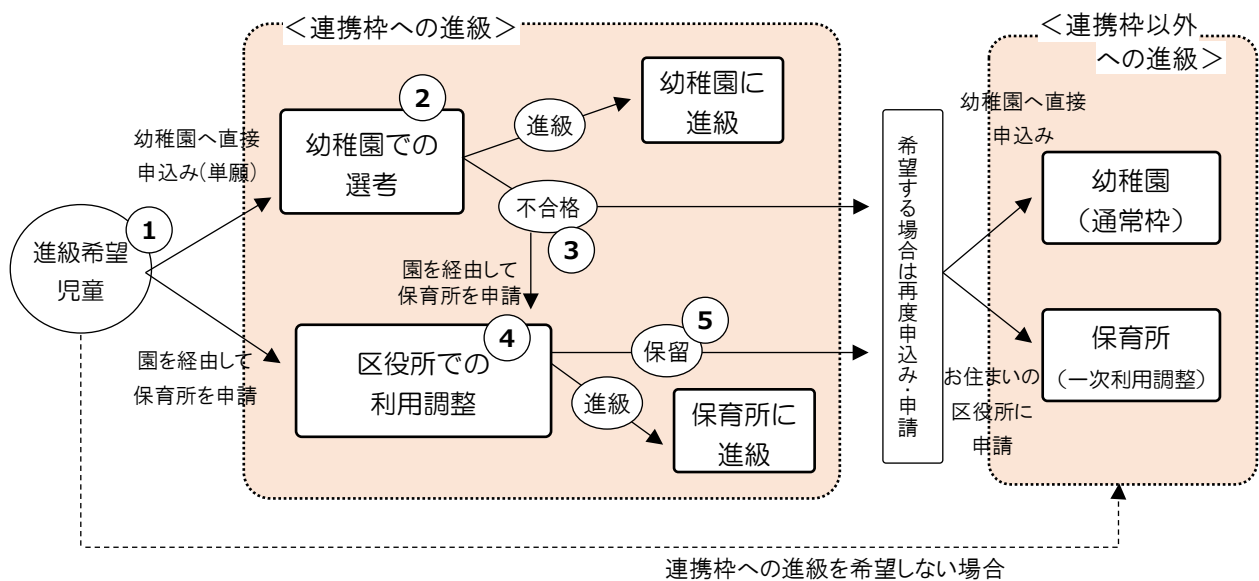 ＜連携枠への進級＞
＜連携枠以外
への進級＞
1
進級希望
児童
幼稚園へ直接
申込み(単願)
2
幼稚園での
選考
進級
幼稚園に
進級
不合格
3
園を経由して
保育所を申請
園を経由して
保育所を申請
4
区役所での
利用調整
5
保留
進級
保育所に
進級
希望する場合は再度申込み・申請
幼稚園へ直接
申込み
幼稚園
（通常枠）
お住まいの
区役所に
申請
保育所
（一次利用調整）
連携枠への進級を希望しない場合